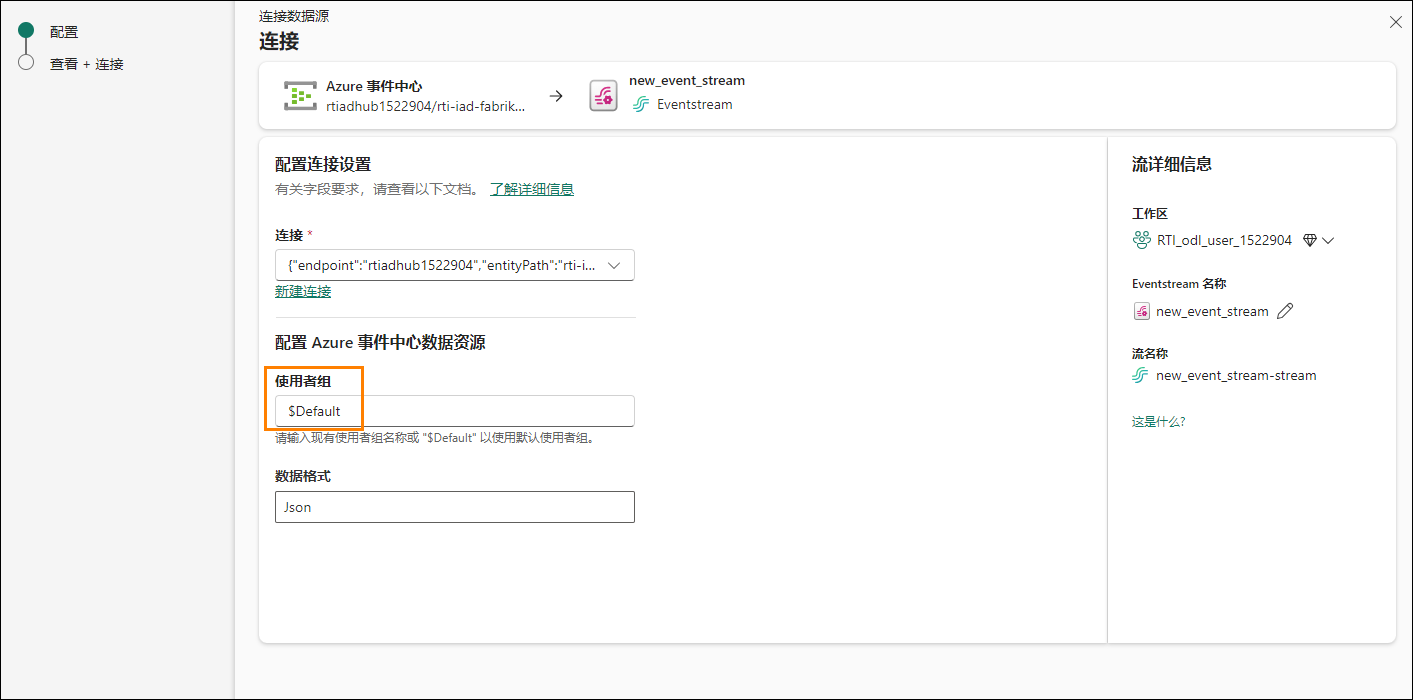 配置
查看 + 连接
连接数据源
连接
Azure 事件中心
rtiadhub1522904/rti-iad-fabrik...
new_event_stream
Eventstream
配置连接设置
有关字段要求，请查看以下文档。 了解详细信息
连接 *
{"endpoint":"rtiadhub1522904","entityPath":"rti-i...
新建连接
配置 Azure 事件中心数据资源
使用者组
$Default
请输入现有使用者组名称或 "$Default" 以使用默认使用者组。
数据格式
Json
流详细信息
工作区
RTI_odl_user_1522904
Eventstream 名称
new_event_stream
流名称
new_event_stream-stream
这是什么?